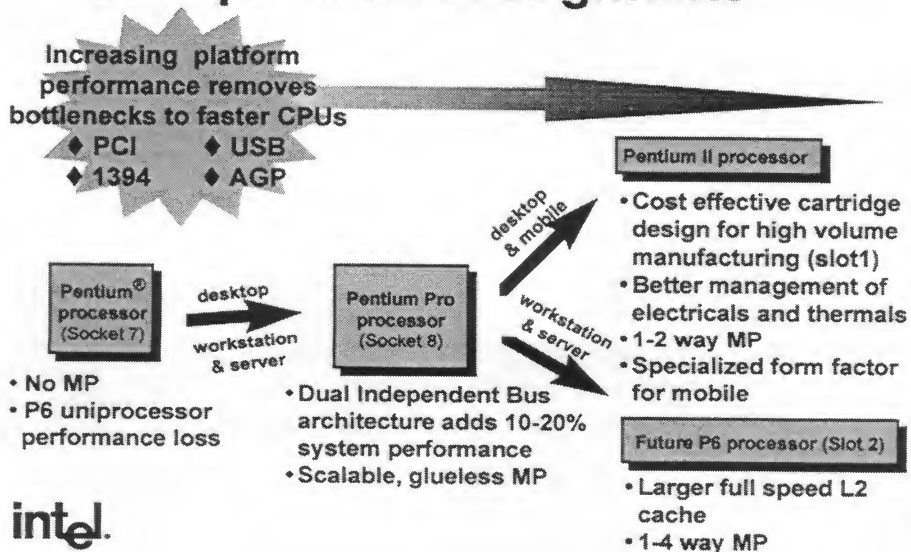 Increasing platform
performance removes
bottlenecks to faster CPUs
◆ PCI ◆ USB
◆ 1394 ◆ AGP
Pentium®
processor
(Socket 7)
• No MP
• P6 uniprocessor
performance loss
desktop
workstation
& server
Pentium Pro
processor
(Socket 8)
• Dual Independent Bus
architecture adds 10-20%
system performance
• Scalable, glueless MP
desktop
& mobile
workstation
& server
Pentium II processor
• Cost effective cartridge
design for high volume
manufacturing (slot1)
• Better management of
electricals and thermals
• 1-2 way MP
• Specialized form factor
for mobile
Future P6 processor (Slot 2)
• Larger full speed L2
cache
• 1-4 way MP
intel.